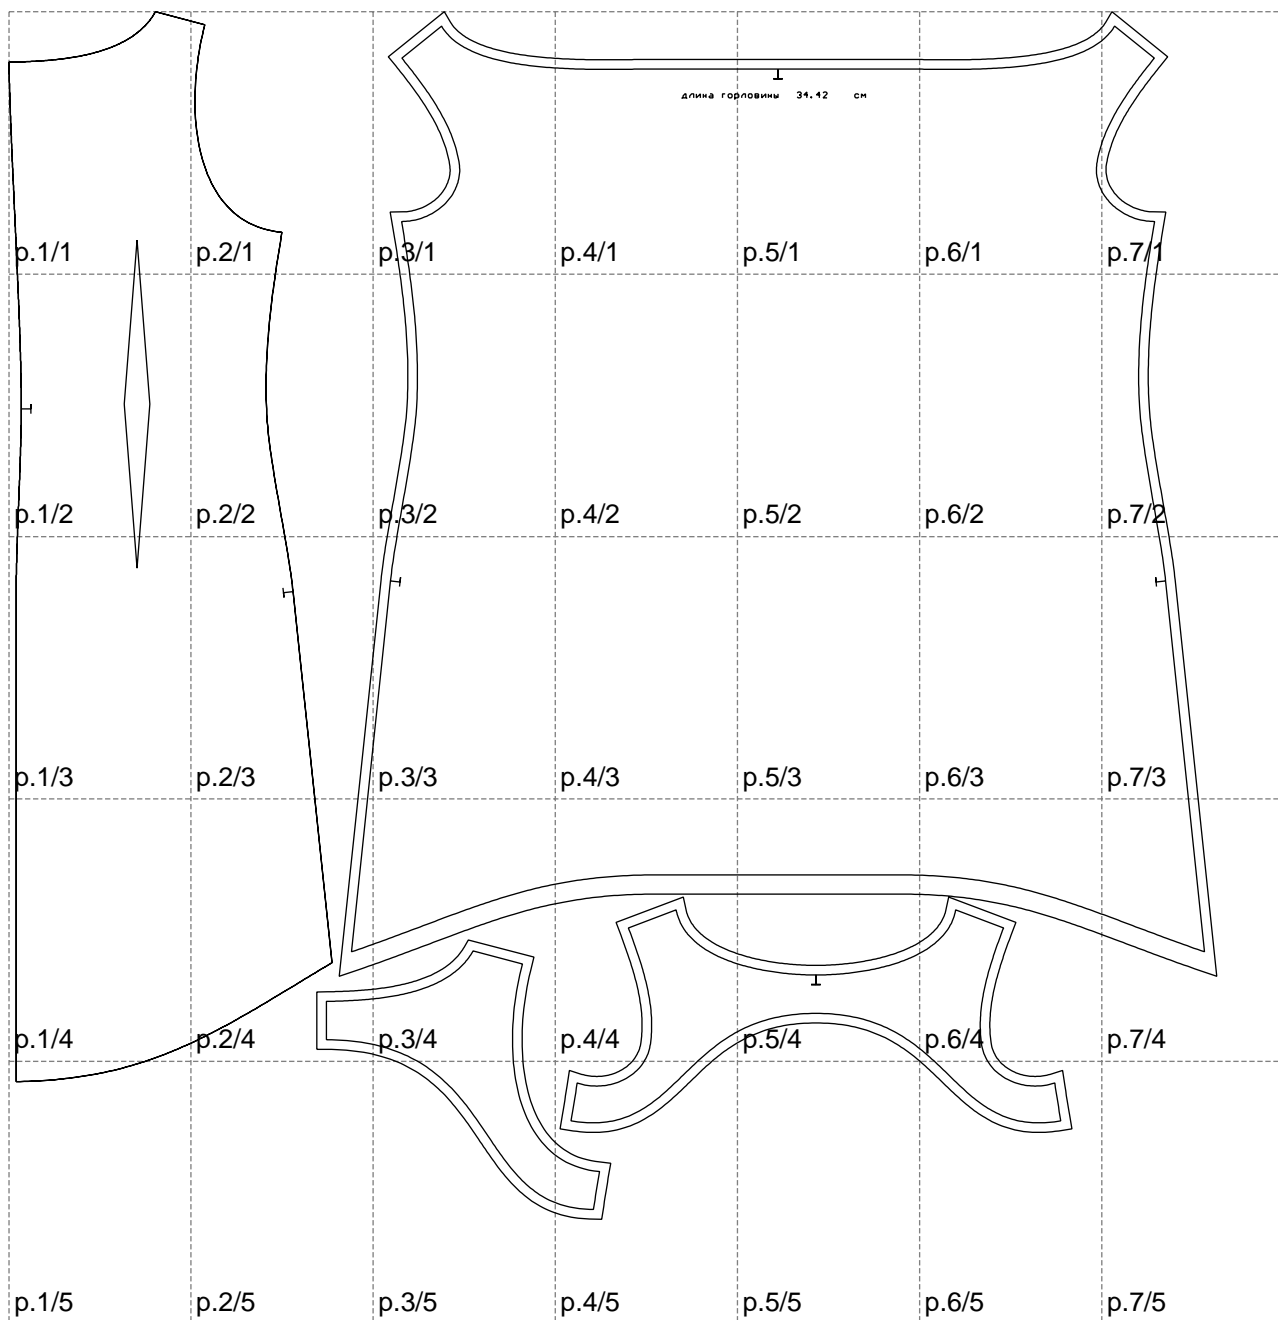 длина горловины 34.42 см
p.1/1 p.2/1 p.3/1 p.4/1 p.5/1 p.6/1 p.7/1
p.1/2 p.2/2 p.3/2 p.4/2 p.5/2 p.6/2 p.7/2
p.1/3 p.2/3 p.3/3 p.4/3 p.5/3 p.6/3 p.7/3
p.1/4 p.2/4 p.3/4 p.4/4 p.5/4 p.6/4 p.7/4
p.1/5 p.2/5 p.3/5 p.4/5 p.5/5 p.6/5 p.7/5